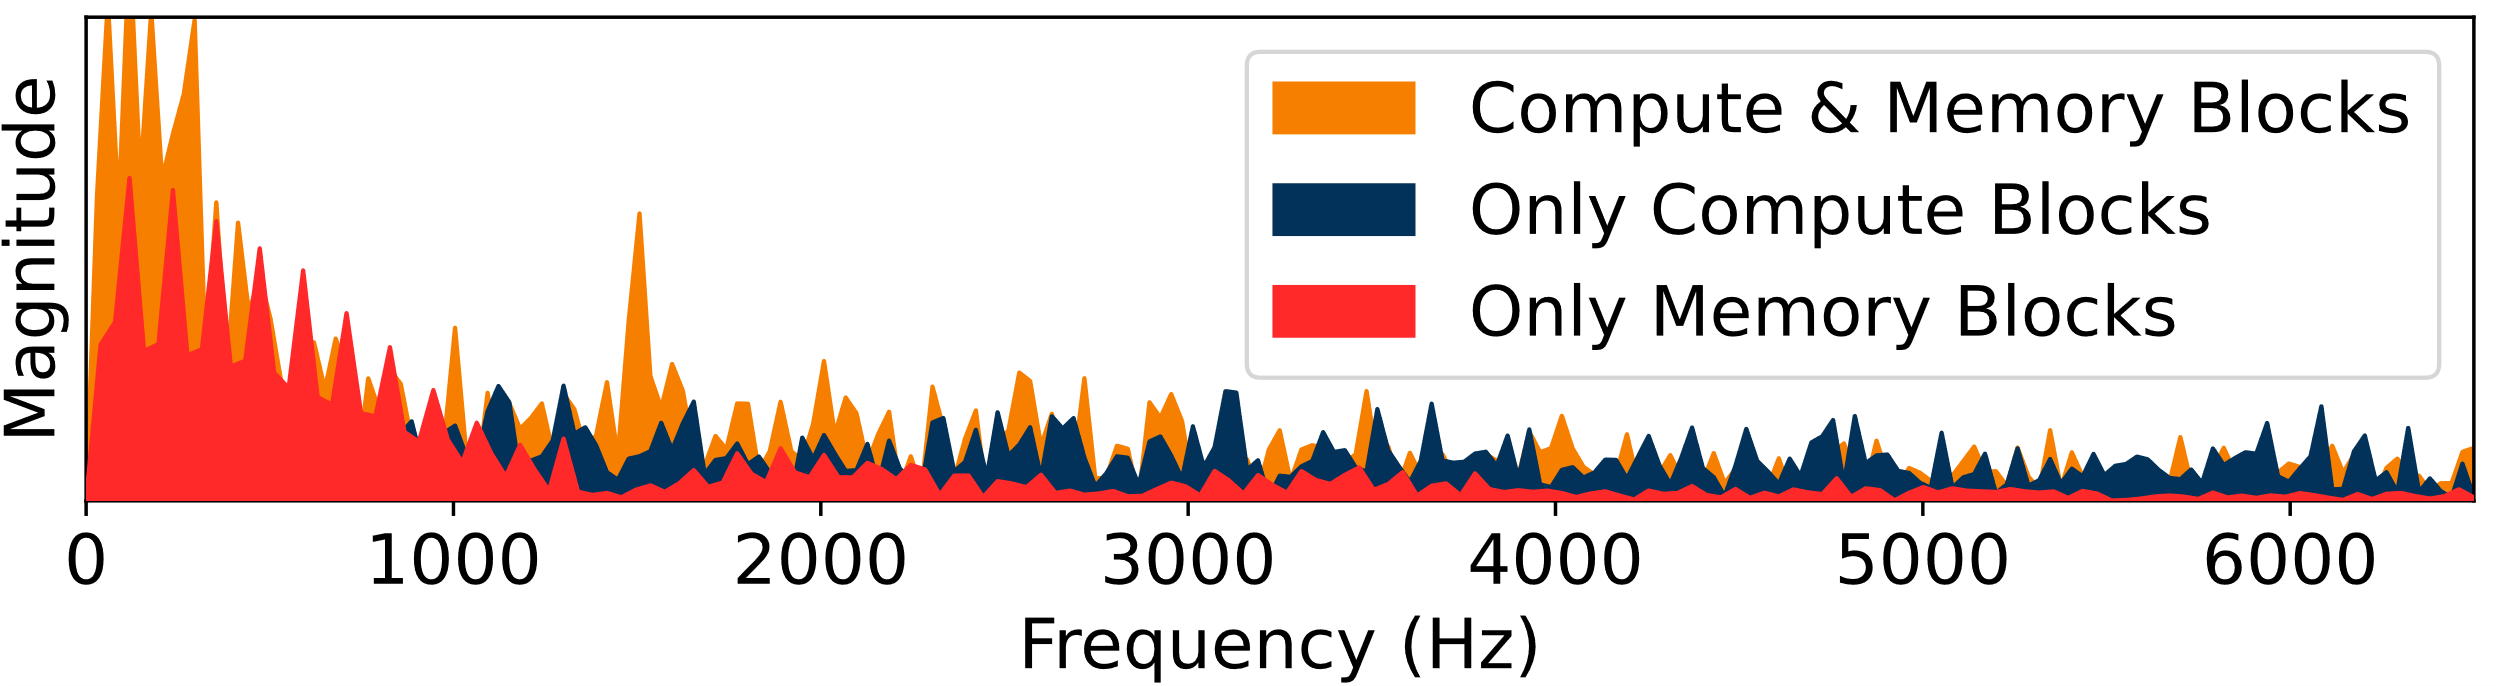 Magnitude
Compute & Memory Blocks
Only Compute Blocks
Only Memory Blocks
0 1000 2000 3000 4000 5000 6000
Frequency (Hz)